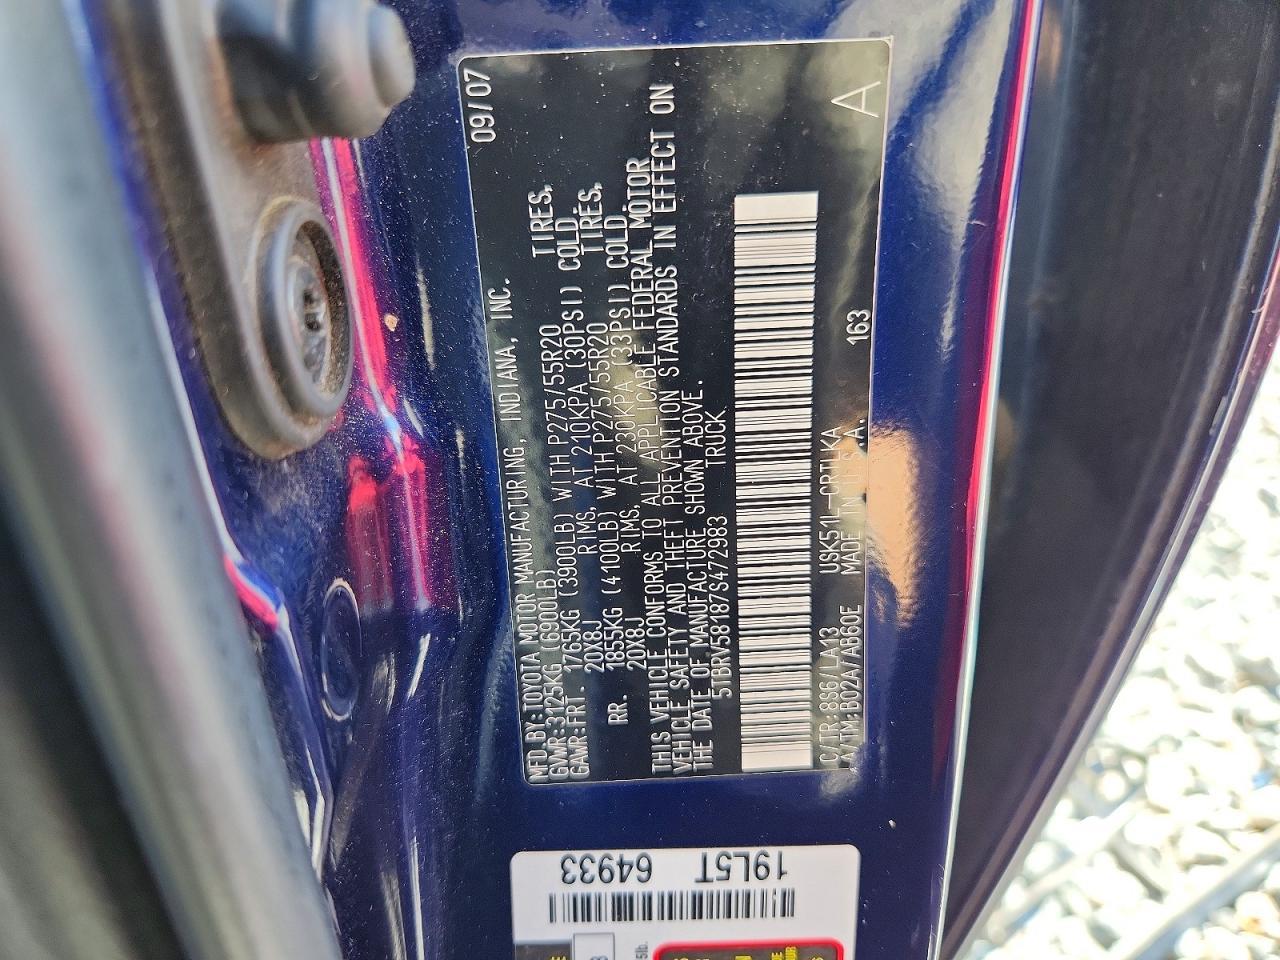 MFD.BY:TOYOTA MOTOR MANUFACTURING, INDIANA, INC. 09/07
GVWR:3125KG(6900LB)
GAWR:FRT. 1765KG(3900LB)WITH P275/55R20 TIRES,
20X8J RIMS, AT 210KPA(30PSI) COLD.
RR. 1855KG(4100LB)WITH P275/55R20 TIRES,
20X8J RIMS, AT 230KPA(33PSI) COLD.
THIS VEHICLE CONFORMS TO ALL APPLICABLE FEDERAL MOTOR
VEHICLE SAFETY AND THEFT PREVENTION STANDARDS IN EFFECT ON
THE DATE OF MANUFACTURE SHOWN ABOVE.
5TBRV58187S472983 TRUCK
C/TR:8S6/LA13 USK51L-CRTLKA 163 A
A/TM:B02A/AB60E MADE IN U.S.A.
19L5T 64933